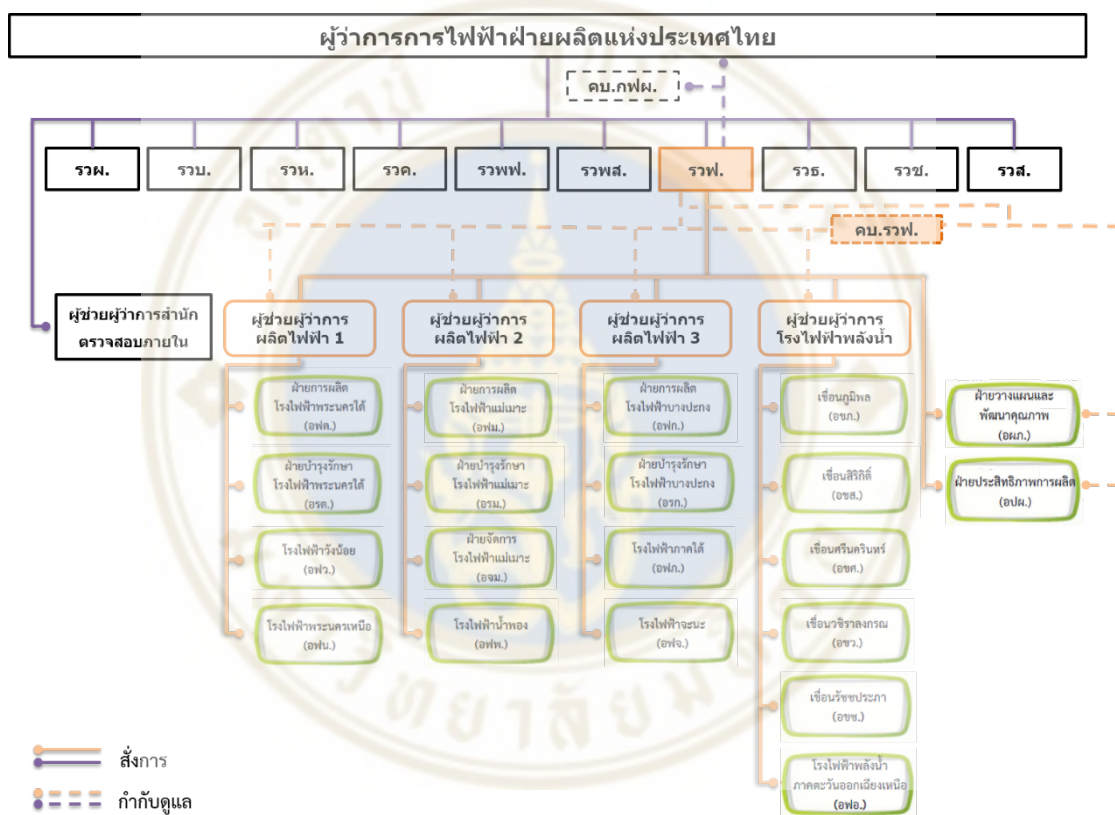 ผู้ว่าการการไฟฟ้าฝ่ายผลิตแห่งประเทศไทย
คบ.กฟผ.
รวผ.
รวบ.
รวห.
รวค.
รวพฟ.
รวพส.
รวฟ.
รวธ.
รวช.
รวส.
คบ.รวฟ.
ผู้ช่วยผู้ว่าการสำนัก
ตรวจสอบภายใน
ผู้ช่วยผู้ว่าการ
ผลิตไฟฟ้า 1
ผู้ช่วยผู้ว่าการ
ผลิตไฟฟ้า 2
ผู้ช่วยผู้ว่าการ
ผลิตไฟฟ้า 3
ผู้ช่วยผู้ว่าการ
โรงไฟฟ้าพลังน้ำ
ฝ่ายการผลิต
โรงไฟฟ้าพระนครใต้
(อฟต.)
ฝ่ายบำรุงรักษา
โรงไฟฟ้าพระนครใต้
(อรต.)
โรงไฟฟ้าวังน้อย
(อฟว.)
โรงไฟฟ้าพระนครเหนือ
(อฟน.)
ฝ่ายการผลิต
โรงไฟฟ้าแม่เมาะ
(อฟม.)
ฝ่ายบำรุงรักษา
โรงไฟฟ้าแม่เมาะ
(อรม.)
ฝ่ายจัดการ
โรงไฟฟ้าแม่เมาะ
(อจม.)
โรงไฟฟ้าน้ำพอง
(อฟพ.)
ฝ่ายการผลิต
โรงไฟฟ้าบางปะกง
(อฟก.)
ฝ่ายบำรุงรักษา
โรงไฟฟ้าบางปะกง
(อรก.)
โรงไฟฟ้าภาคใต้
(อฟภ.)
โรงไฟฟ้าจะนะ
(อฟจ.)
เขื่อนภูมิพล
(อขภ.)
เขื่อนสิริกิติ์
(อขส.)
เขื่อนศรีนครินทร์
(อขศ.)
เขื่อนวชิราลงกรณ
(อขว.)
เขื่อนรัชชประภา
(อขช.)
โรงไฟฟ้าพลังน้ำ
ภาคตะวันออกเฉียงเหนือ
(อฟอ.)
ฝ่ายวางแผนและ
พัฒนาคุณภาพ
(อผภ.)
ฝ่ายประสิทธิภาพการผลิต
(อปผ.)
สั่งการ
กำกับดูแล